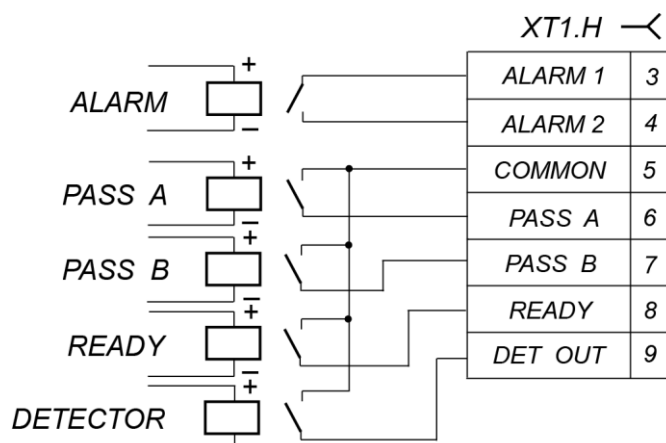 XT1.H
ALARM 1 3
ALARM 2 4
COMMON 5
PASS A 6
PASS B 7
READY 8
DET OUT 9
+
ALARM
−
+
PASS A
−
+
PASS B
−
+
READY
−
+
DETECTOR